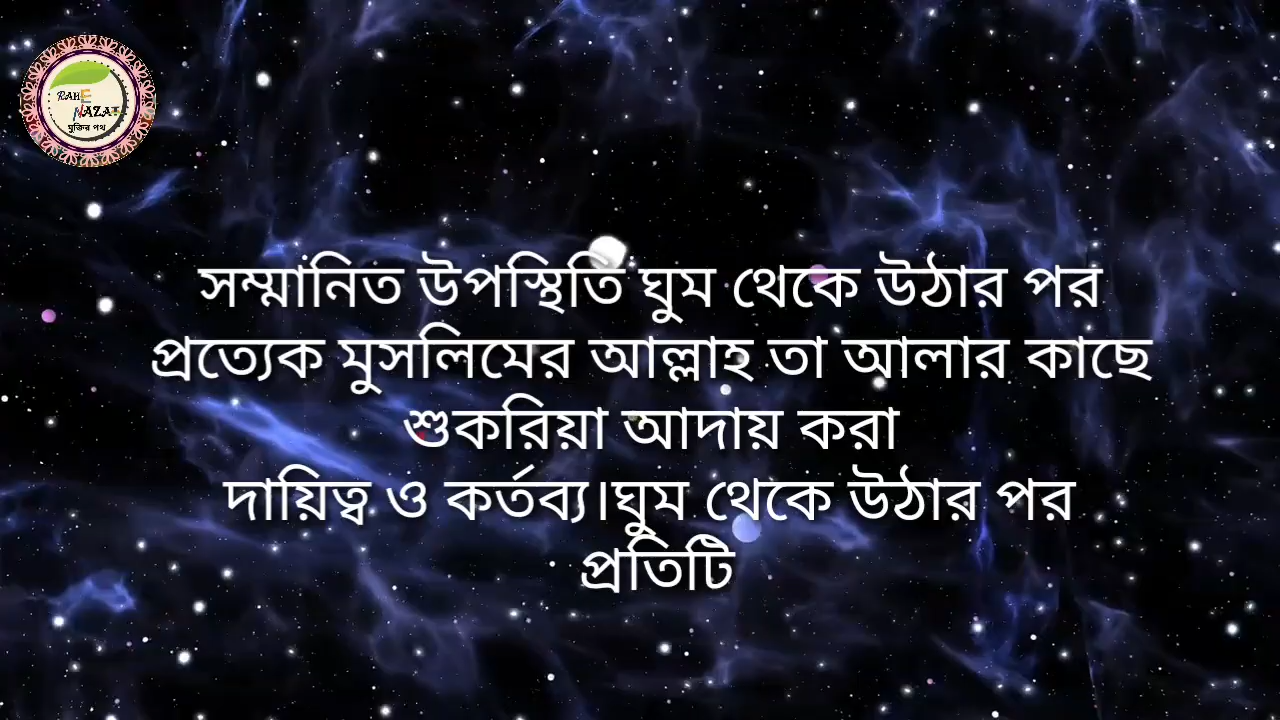 RAHE
NAZAT
মুক্তির পথ
সম্মানিত উপস্থিতি ঘুম থেকে উঠার পর
প্রত্যেক মুসলিমের আল্লাহ তা আলার কাছে
শুকরিয়া আদায় করা
দায়িত্ব ও কর্তব্য।ঘুম থেকে উঠার পর
প্রতিটি